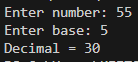 Enter number: 55
Enter base: 5
Decimal = 30